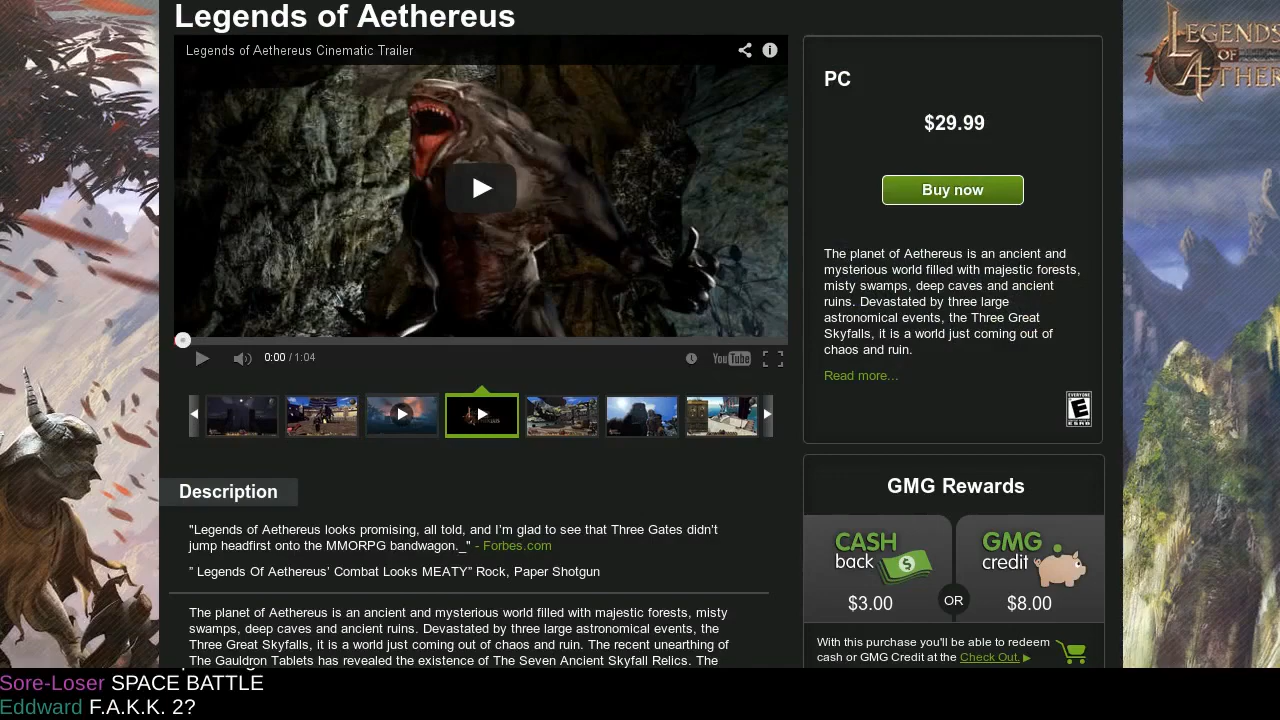 Legends of Aethereus
Legends of Aethereus Cinematic Trailer
0:00 / 1:04
YouTube
Description
"Legends of Aethereus looks promising, all told, and I'm glad to see that Three Gates didn't
jump headfirst onto the MMORPG bandwagon._" - Forbes.com
" Legends Of Aethereus' Combat Looks MEATY" Rock, Paper Shotgun
The planet of Aethereus is an ancient and mysterious world filled with majestic forests, misty
swamps, deep caves and ancient ruins. Devastated by three large astronomical events, the
Three Great Skyfalls, it is a world just coming out of chaos and ruin. The recent unearthing of
The Gauldron Tablets has revealed the existence of The Seven Ancient Skyfall Relics. The
PC
$29.99
Buy now
The planet of Aethereus is an ancient and
mysterious world filled with majestic forests,
misty swamps, deep caves and ancient
ruins. Devastated by three large
astronomical events, the Three Great
Skyfalls, it is a world just coming out of
chaos and ruin.
Read more...
EVERYONE
E
ESRB
GMG Rewards
CASH
back
$3.00
OR
GMG
credit
$8.00
With this purchase you'll be able to redeem
cash or GMG Credit at the Check Out. ▶
LEGENDS
OF
ÆTHER
Sore-Loser SPACE BATTLE
Eddward F.A.K.K. 2?